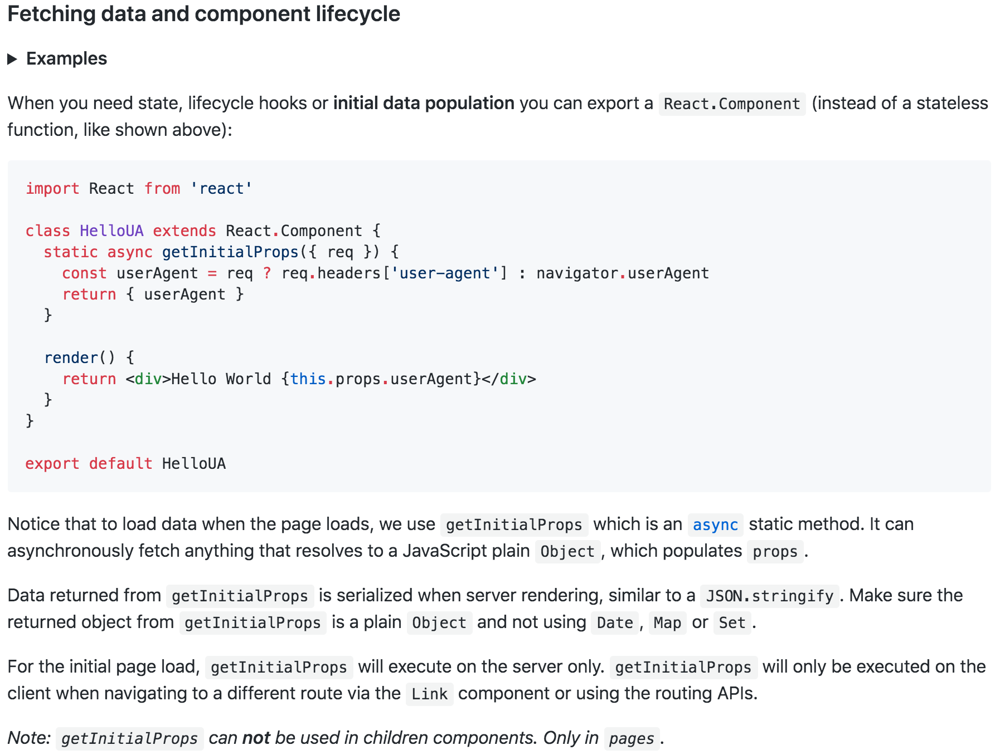 Fetching data and component lifecycle
▶ Examples
When you need state, lifecycle hooks or initial data population you can export a React.Component (instead of a stateless
function, like shown above):
import React from 'react'
class HelloUA extends React.Component {
  static async getInitialProps({ req }) {
    const userAgent = req ? req.headers['user-agent'] : navigator.userAgent
    return { userAgent }
  }
  render() {
    return <div>Hello World {this.props.userAgent}</div>
  }
}
export default HelloUA
Notice that to load data when the page loads, we use getInitialProps which is an async static method. It can
asynchronously fetch anything that resolves to a JavaScript plain Object, which populates props.
Data returned from getInitialProps is serialized when server rendering, similar to a JSON.stringify. Make sure the
returned object from getInitialProps is a plain Object and not using Date, Map or Set.
For the initial page load, getInitialProps will execute on the server only. getInitialProps will only be executed on the
client when navigating to a different route via the Link component or using the routing APIs.
Note: getInitialProps can not be used in children components. Only in pages.